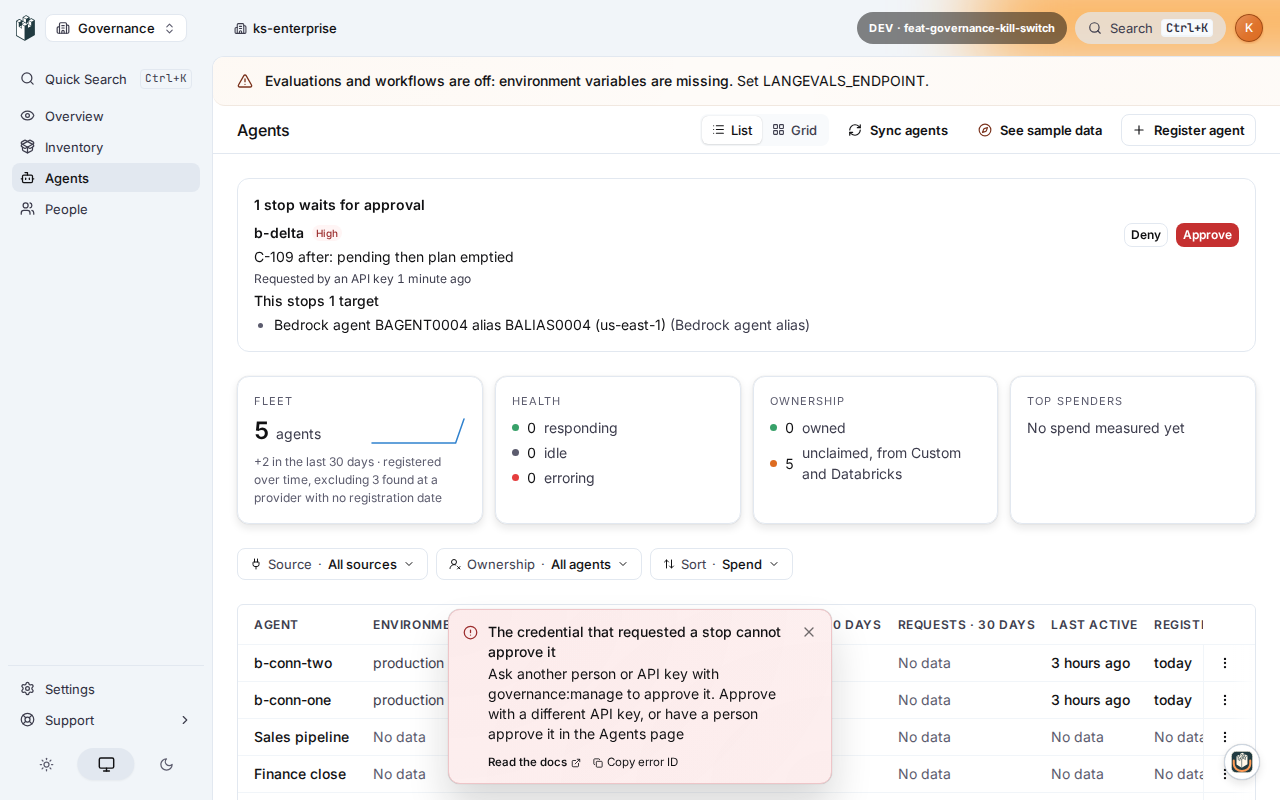 Governance
ks-enterprise
DEV · feat-governance-kill-switch
Search Ctrl+K
K
Quick Search Ctrl+K
Overview
Inventory
Agents
People
Settings
Support
Evaluations and workflows are off: environment variables are missing. Set LANGEVALS_ENDPOINT.
Agents
List
Grid
Sync agents
See sample data
Register agent
1 stop waits for approval
b-delta High
Deny
Approve
C-109 after: pending then plan emptied
Requested by an API key 1 minute ago
This stops 1 target
• Bedrock agent BAGENT0004 alias BALIAS0004 (us-east-1) (Bedrock agent alias)
FLEET
5 agents
+2 in the last 30 days · registered
over time, excluding 3 found at a
provider with no registration date
HEALTH
0 responding
0 idle
0 erroring
OWNERSHIP
0 owned
5 unclaimed, from Custom
and Databricks
TOP SPENDERS
No spend measured yet
Source · All sources
Ownership · All agents
Sort · Spend
AGENT ENVIRONME 0 DAYS REQUESTS · 30 DAYS LAST ACTIVE REGISTI
b-conn-two production No data 3 hours ago today
b-conn-one production No data 3 hours ago today
Sales pipeline No data No data No data No data
Finance close No data No data No data No data
The credential that requested a stop cannot
approve it
Ask another person or API key with
governance:manage to approve it. Approve
with a different API key, or have a person
approve it in the Agents page
Read the docs
Copy error ID